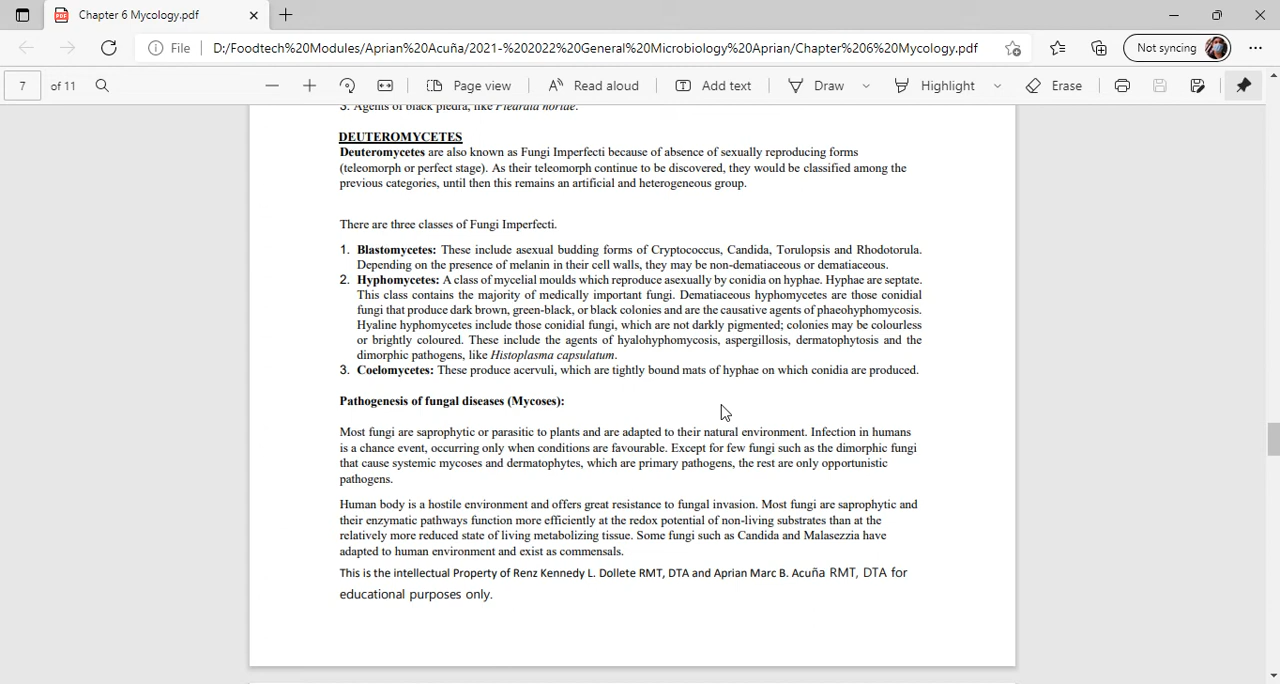 Chapter 6 Mycology.pdf
File D:/Foodtech%20Modules/Aprian%20Acuña/2021-%202022%20General%20Microbiology%20Aprian/Chapter%206%20Mycology.pdf Not syncing
7 of 11 Page view Read aloud Add text Draw Highlight Erase
3. Agents of black piedra, like Piedraia hortae.
DEUTEROMYCETES
Deuteromycetes are also known as Fungi Imperfecti because of absence of sexually reproducing forms
(teleomorph or perfect stage). As their teleomorph continue to be discovered, they would be classified among the
previous categories, until then this remains an artificial and heterogeneous group.
There are three classes of Fungi Imperfecti.
1. Blastomycetes: These include asexual budding forms of Cryptococcus, Candida, Torulopsis and Rhodotorula.
Depending on the presence of melanin in their cell walls, they may be non-dematiaceous or dematiaceous.
2. Hyphomycetes: A class of mycelial moulds which reproduce asexually by conidia on hyphae. Hyphae are septate.
This class contains the majority of medically important fungi. Dematiaceous hyphomycetes are those conidial
fungi that produce dark brown, green-black, or black colonies and are the causative agents of phaeohyphomycosis.
Hyaline hyphomycetes include those conidial fungi, which are not darkly pigmented; colonies may be colourless
or brightly coloured. These include the agents of hyalohyphomycosis, aspergillosis, dermatophytosis and the
dimorphic pathogens, like Histoplasma capsulatum.
3. Coelomycetes: These produce acervuli, which are tightly bound mats of hyphae on which conidia are produced.
Pathogenesis of fungal diseases (Mycoses):
Most fungi are saprophytic or parasitic to plants and are adapted to their natural environment. Infection in humans
is a chance event, occurring only when conditions are favourable. Except for few fungi such as the dimorphic fungi
that cause systemic mycoses and dermatophytes, which are primary pathogens, the rest are only opportunistic
pathogens.
Human body is a hostile environment and offers great resistance to fungal invasion. Most fungi are saprophytic and
their enzymatic pathways function more efficiently at the redox potential of non-living substrates than at the
relatively more reduced state of living metabolizing tissue. Some fungi such as Candida and Malasezzia have
adapted to human environment and exist as commensals.
This is the intellectual Property of Renz Kennedy L. Dollete RMT, DTA and Aprian Marc B. Acuña RMT, DTA for
educational purposes only.